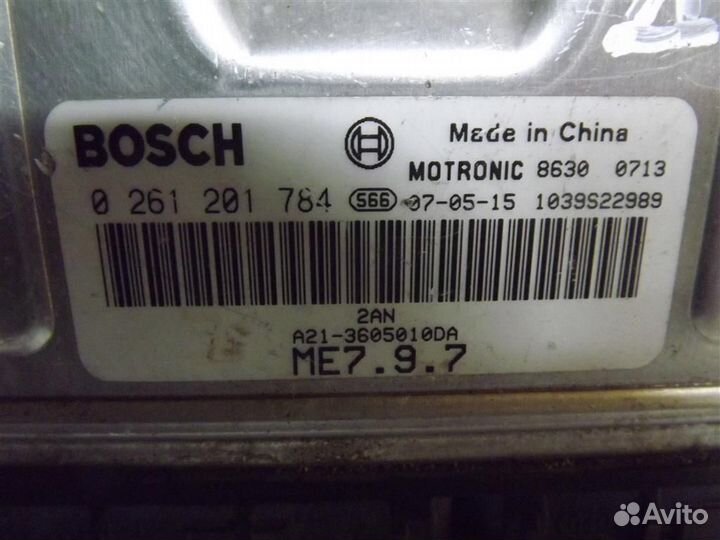 BOSCH
Made in China
MOTRONIC 8630 0713
0 261 201 784 566 07-05-15 1039S22989
2AN
A21-3605010DA
ME7.9.7
Avito